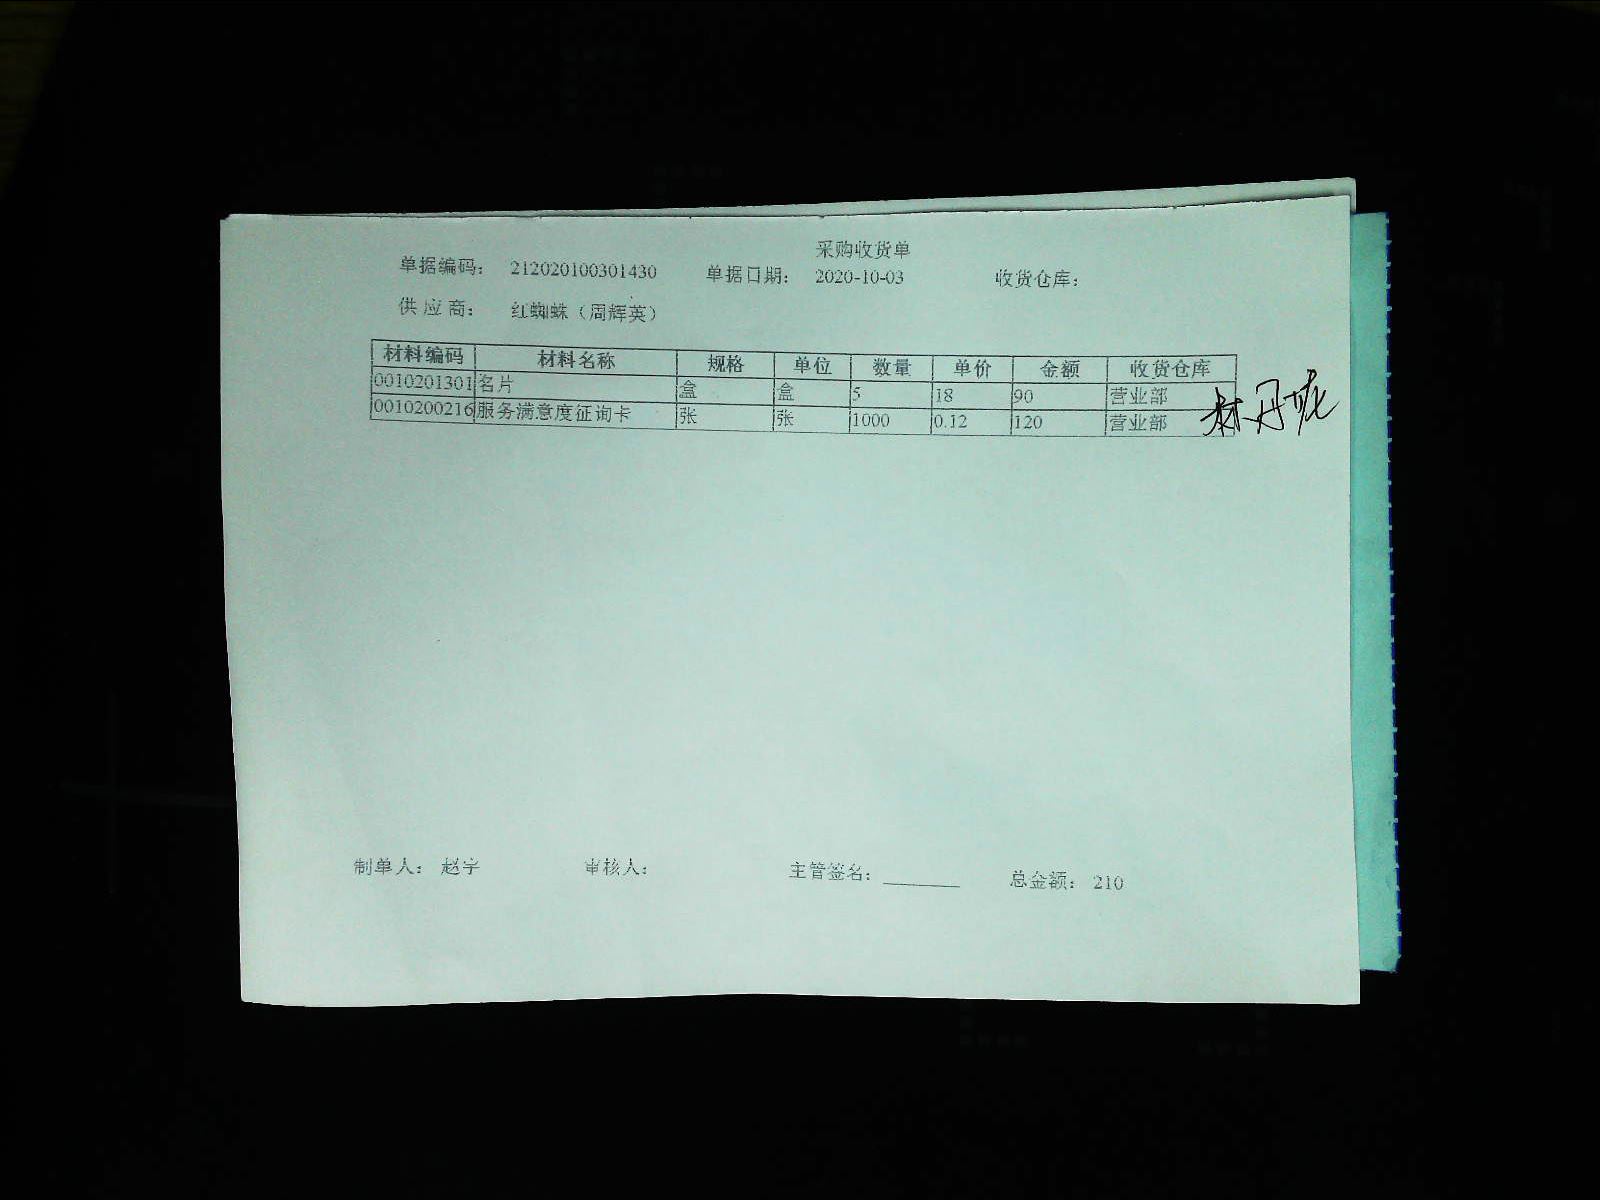 采购收货单
单据编码： 212020100301430 单据日期： 2020-10-03 收货仓库：
供 应 商： 红蜘蛛（周辉英）
材料编码 材料名称 规格 单位 数量 单价 金额 收货仓库
0010201301 名片 盒 盒 5 18 90 营业部
0010200216 服务满意度征询卡 张 张 1000 0.12 120 营业部
制单人： 赵宇 审核人： 主管签名： 总金额： 210